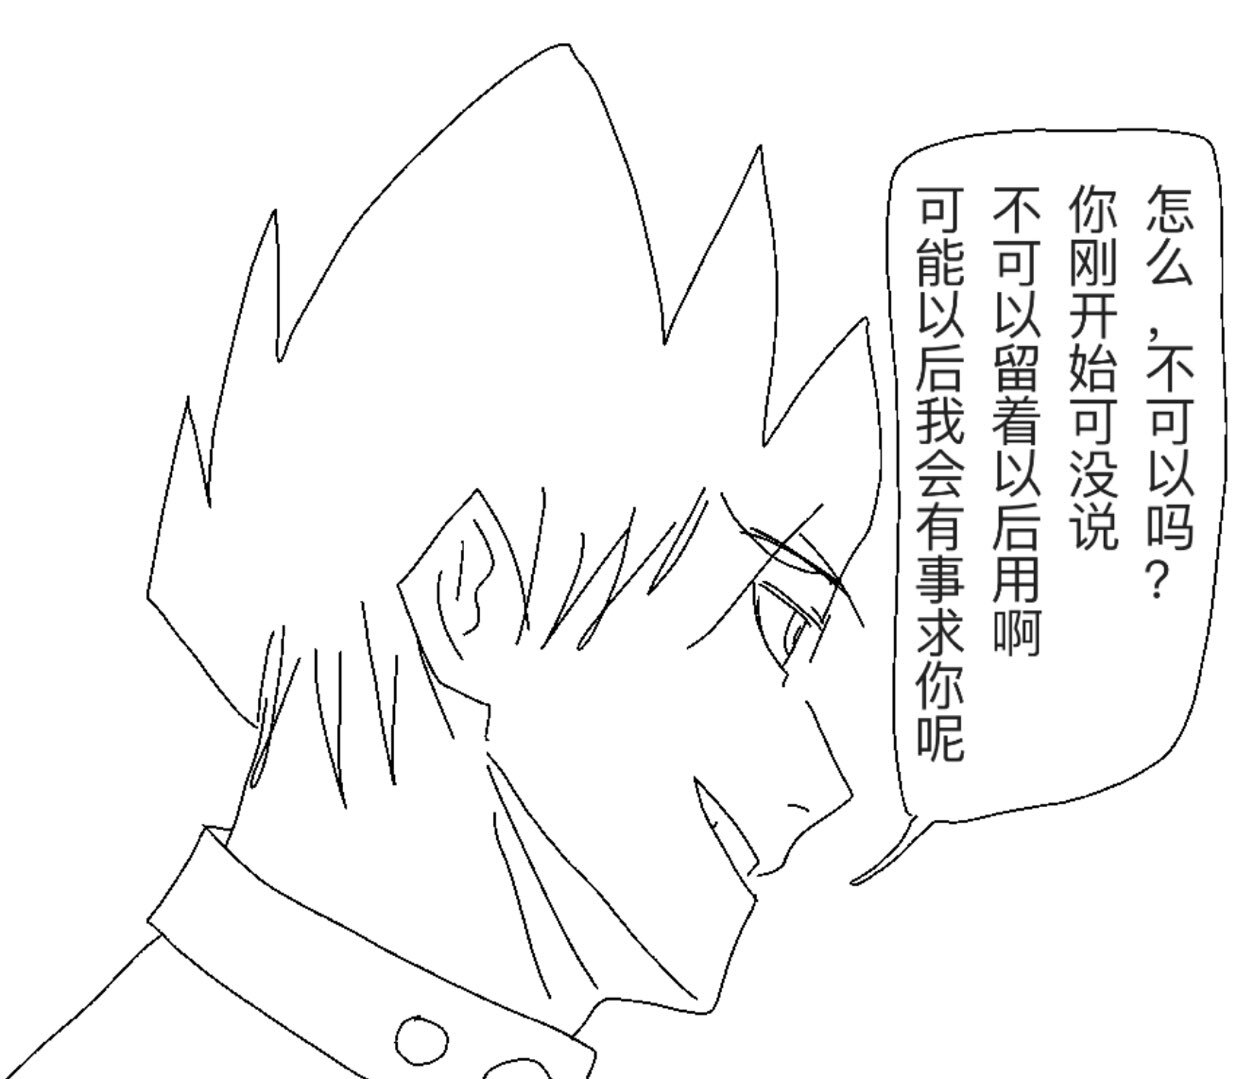 怎么，不可以吗？
你刚开始可没说
不可以留着以后用啊
可能以后我会有事求你呢